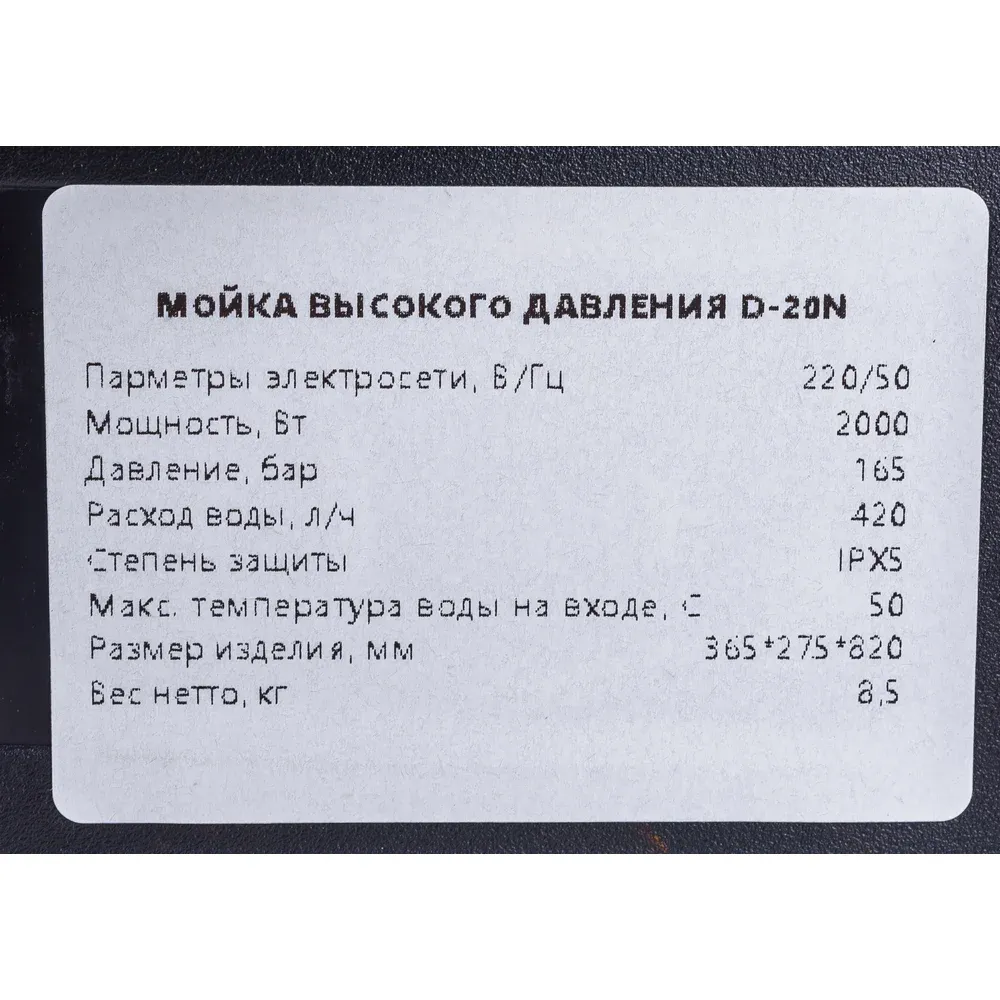 МОЙКА ВЫСОКОГО ДАВЛЕНИЯ D-20N
Парметры электросети, В/Гц 220/50
Мощность, Вт 2000
Давление, бар 165
Расход воды, л/ч 420
Степень защиты IPX5
Макс. температура воды на входе, °С 50
Размер изделия, мм 365*275*820
Вес нетто, кг 8,5